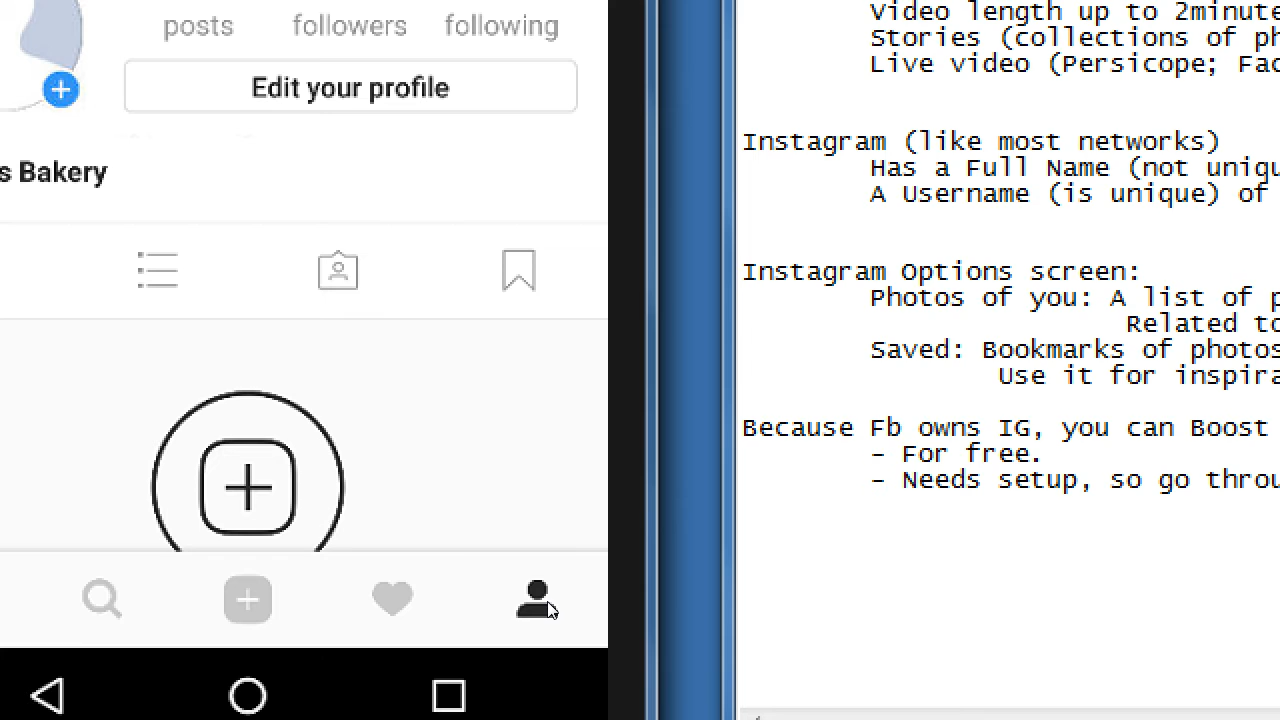 posts followers following
Edit your profile
s Bakery
Video length up to 2minute
Stories (collections of ph
Live video (Persicope; Fac
Instagram (like most networks)
Has a Full Name (not uniqu
A Username (is unique) of
Instagram Options screen:
Photos of you: A list of p
Related to
Saved: Bookmarks of photos
Use it for inspira
Because Fb owns IG, you can Boost
- For free.
- Needs setup, so go throu